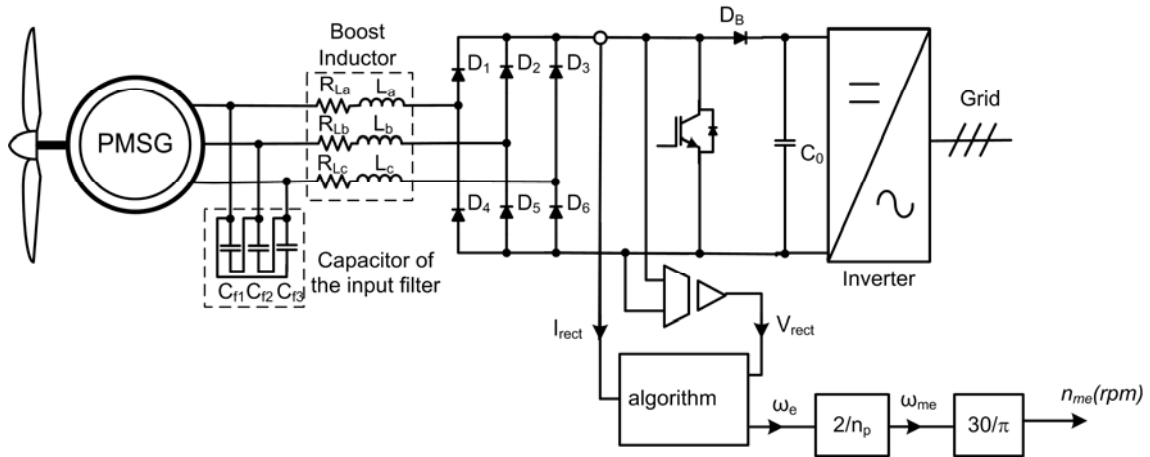 D_B
Boost
Inductor
D_1
D_2
D_3
R_La
L_a
Grid
PMSG
R_Lb
L_b
C_0
R_Lc
L_c
D_4
D_5
D_6
Capacitor of
the input filter
C_f1 C_f2 C_f3
Inverter
I_rect
V_rect
algorithm
ω_e
2/n_p
ω_me
30/π
n_me(rpm)